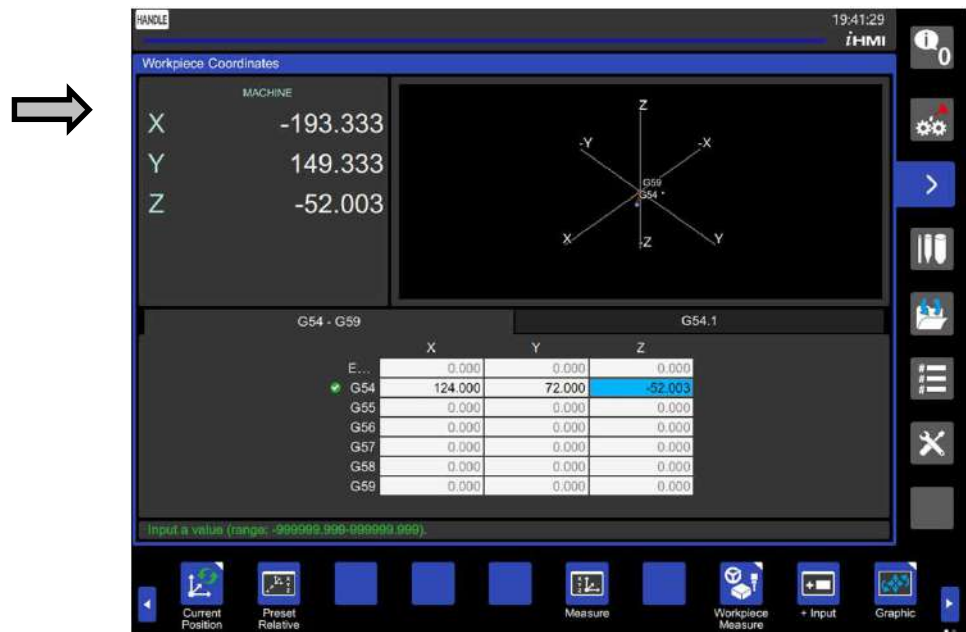 HANDLE
19:41:29
iHMI
0
Workpiece Coordinates
MACHINE
X -193.333
Y 149.333
Z -52.003
Z
-Y -X
G59
G54
X -Z Y
G54 - G59 G54.1
X Y Z
E... 0.000 0.000 0.000
G54 124.000 72.000 -52.003
G55 0.000 0.000 0.000
G56 0.000 0.000 0.000
G57 0.000 0.000 0.000
G58 0.000 0.000 0.000
G59 0.000 0.000 0.000
Input a value (range: -999999.999-999999.999).
Current Position
Preset Relative
Measure
Workpiece Measure
+ Input
Graphic